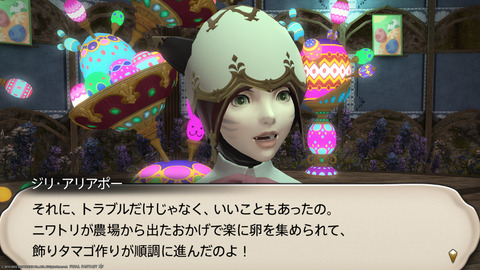 ジリ・アリアポー
それに、トラブルだけじゃなく、いいこともあったの。
ニワトリが農場から出たおかげで楽に卵を集められて、
飾りタマゴ作りが順調に進んだのよ！
FINAL FANTASY XIV